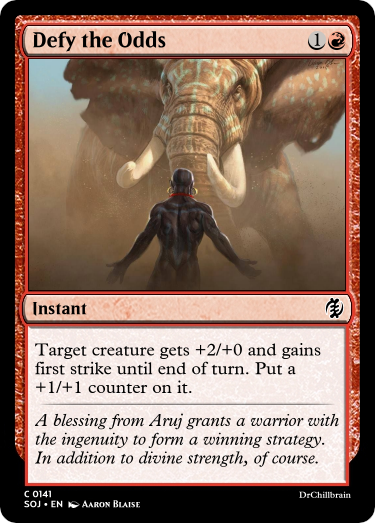 Defy the Odds 1
Instant
Target creature gets +2/+0 and gains
first strike until end of turn. Put a
+1/+1 counter on it.
A blessing from Aruj grants a warrior with
the ingenuity to form a winning strategy.
In addition to divine strength, of course.
C 0141
SOJ • EN Aaron Blaise
DrChillbrain